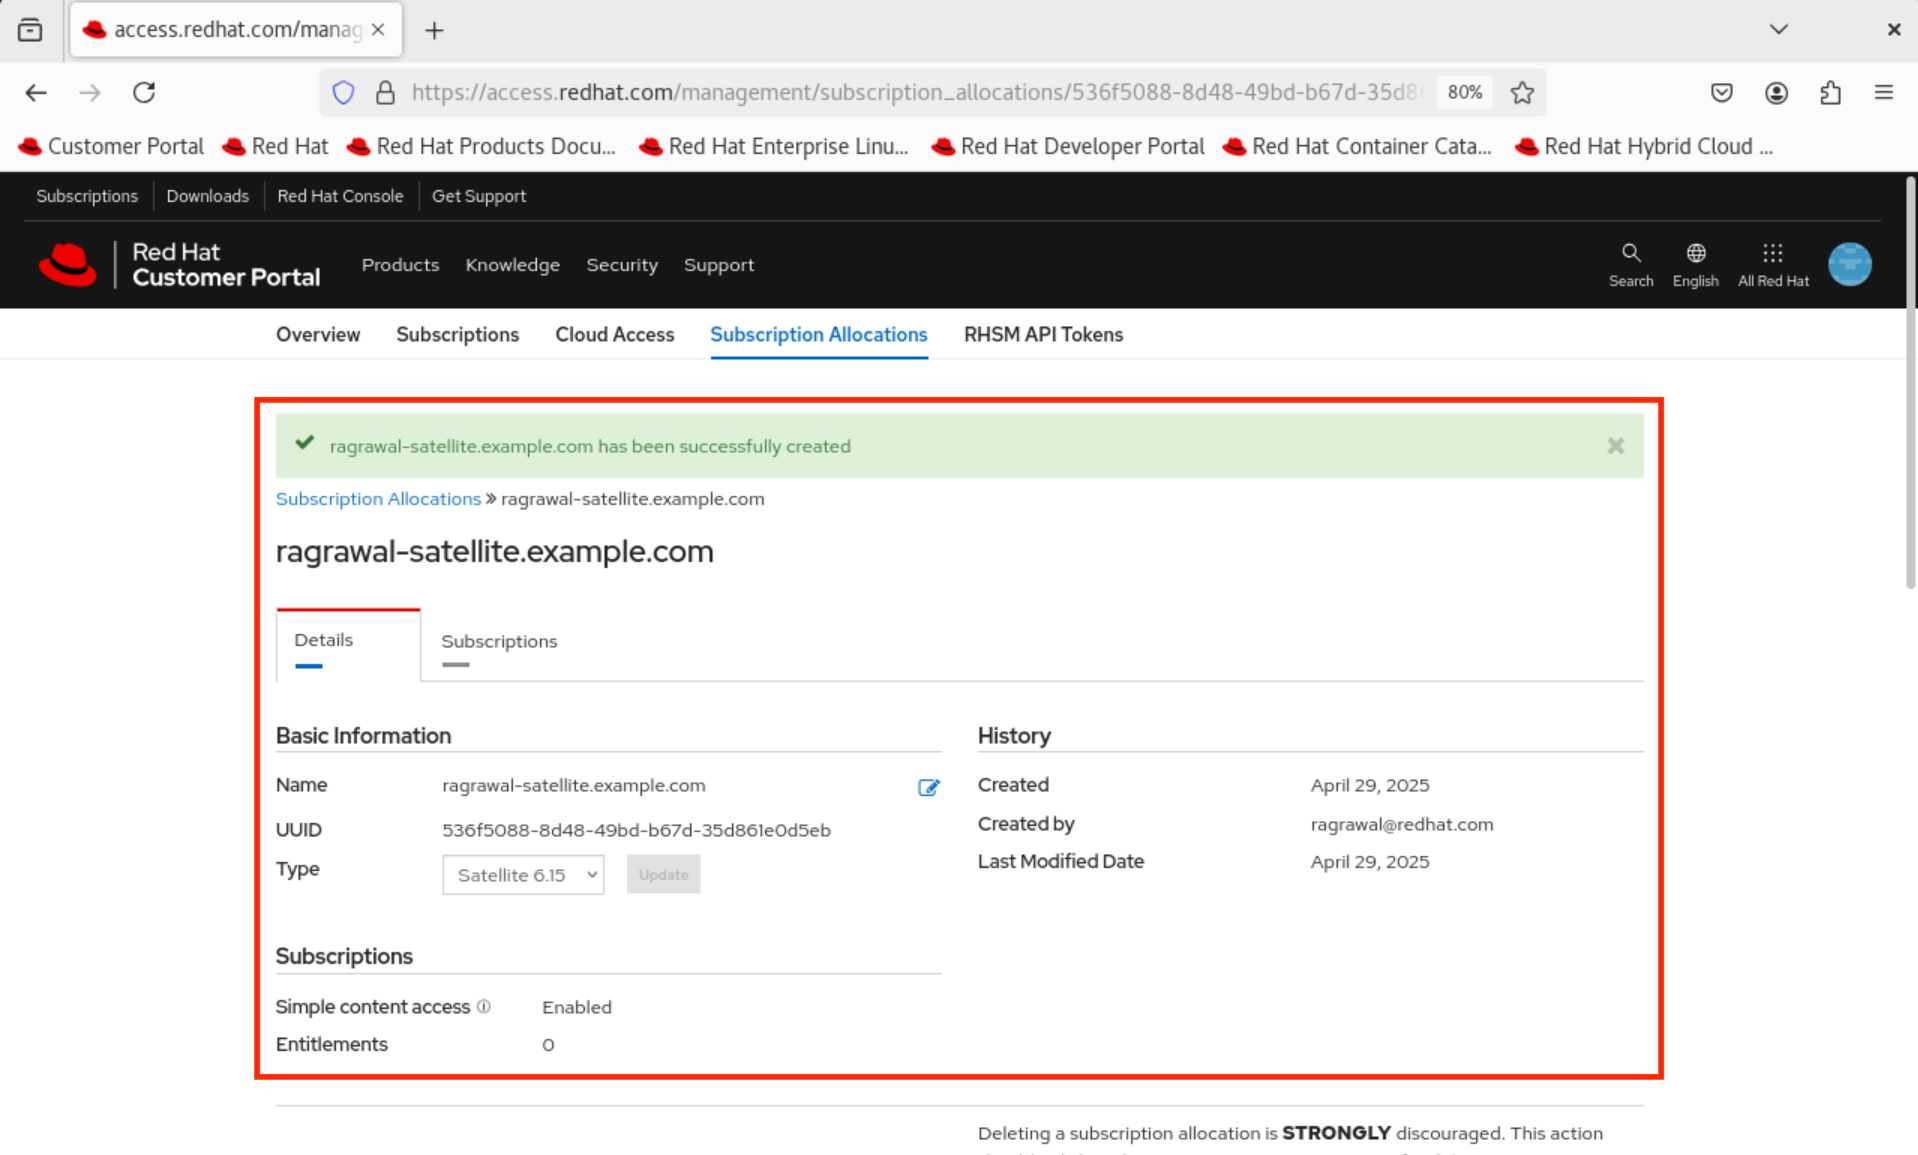 access.redhat.com/manag
https://access.redhat.com/management/subscription_allocations/536f5088-8d48-49bd-b67d-35d8 80%
Customer Portal Red Hat Red Hat Products Docu... Red Hat Enterprise Linu... Red Hat Developer Portal Red Hat Container Cata... Red Hat Hybrid Cloud ...
Subscriptions Downloads Red Hat Console Get Support
Red Hat
Customer Portal
Products Knowledge Security Support
Search English All Red Hat
Overview Subscriptions Cloud Access Subscription Allocations RHSM API Tokens
ragrawal-satellite.example.com has been successfully created
Subscription Allocations » ragrawal-satellite.example.com
ragrawal-satellite.example.com
Details Subscriptions
Basic Information
Name ragrawal-satellite.example.com
UUID 536f5088-8d48-49bd-b67d-35d861e0d5eb
Type Satellite 6.15 Update
History
Created April 29, 2025
Created by ragrawal@redhat.com
Last Modified Date April 29, 2025
Subscriptions
Simple content access Enabled
Entitlements 0
Deleting a subscription allocation is STRONGLY discouraged. This action